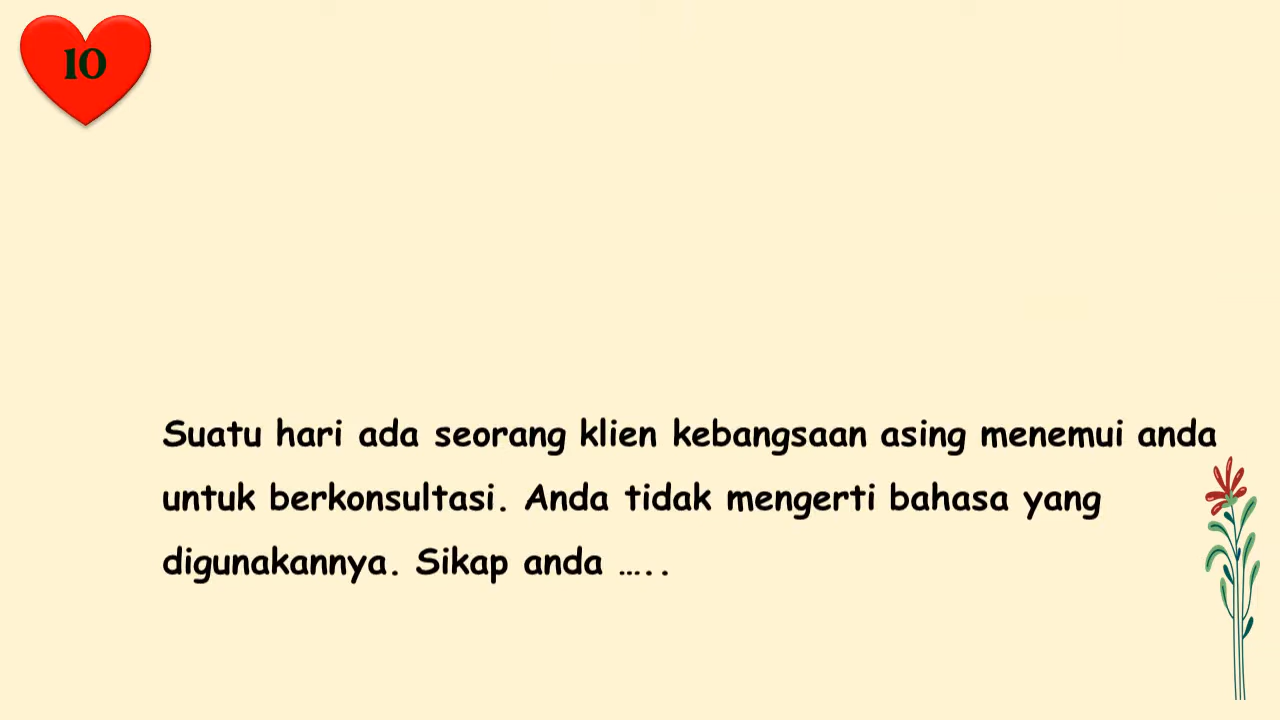 10
Suatu hari ada seorang klien kebangsaan asing menemui anda
untuk berkonsultasi. Anda tidak mengerti bahasa yang
digunakannya. Sikap anda …..